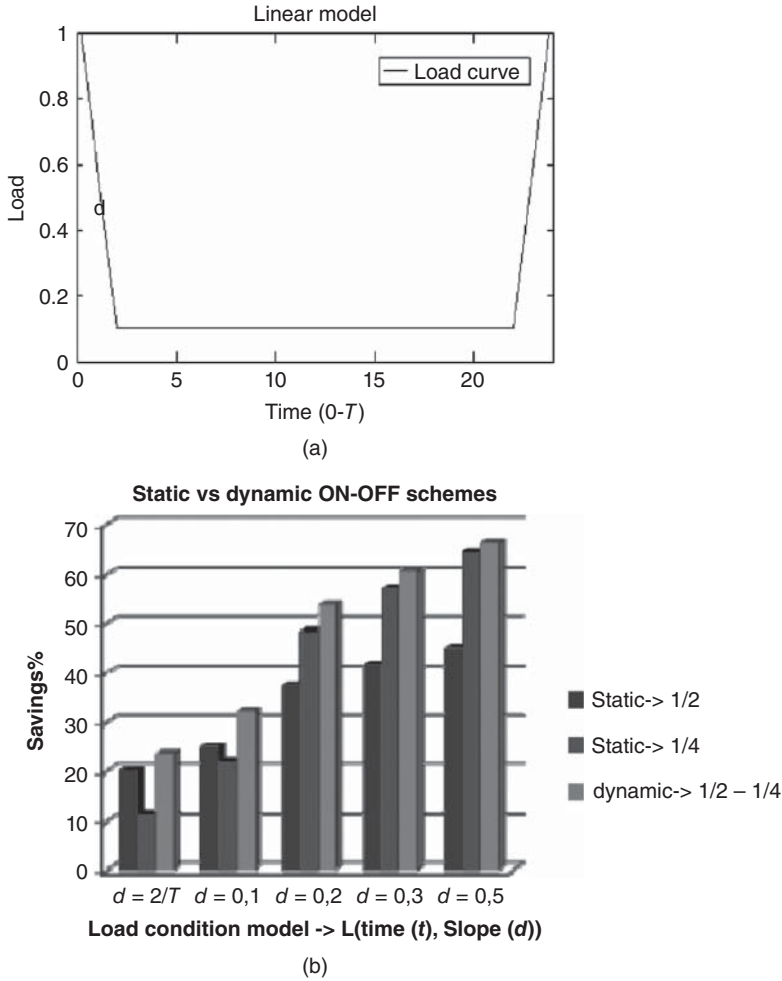 Linear model
1
0.8
0.6
0.4
0.2
0
Load
d
Load curve
0 5 10 15 20
Time (0-T)
(a)
Static vs dynamic ON-OFF schemes
70
60
50
40
30
20
10
0
Savings%
Static-> 1/2
Static-> 1/4
dynamic-> 1/2 – 1/4
d = 2/T d = 0,1 d = 0,2 d = 0,3 d = 0,5
Load condition model -> L(time (t), Slope (d))
(b)